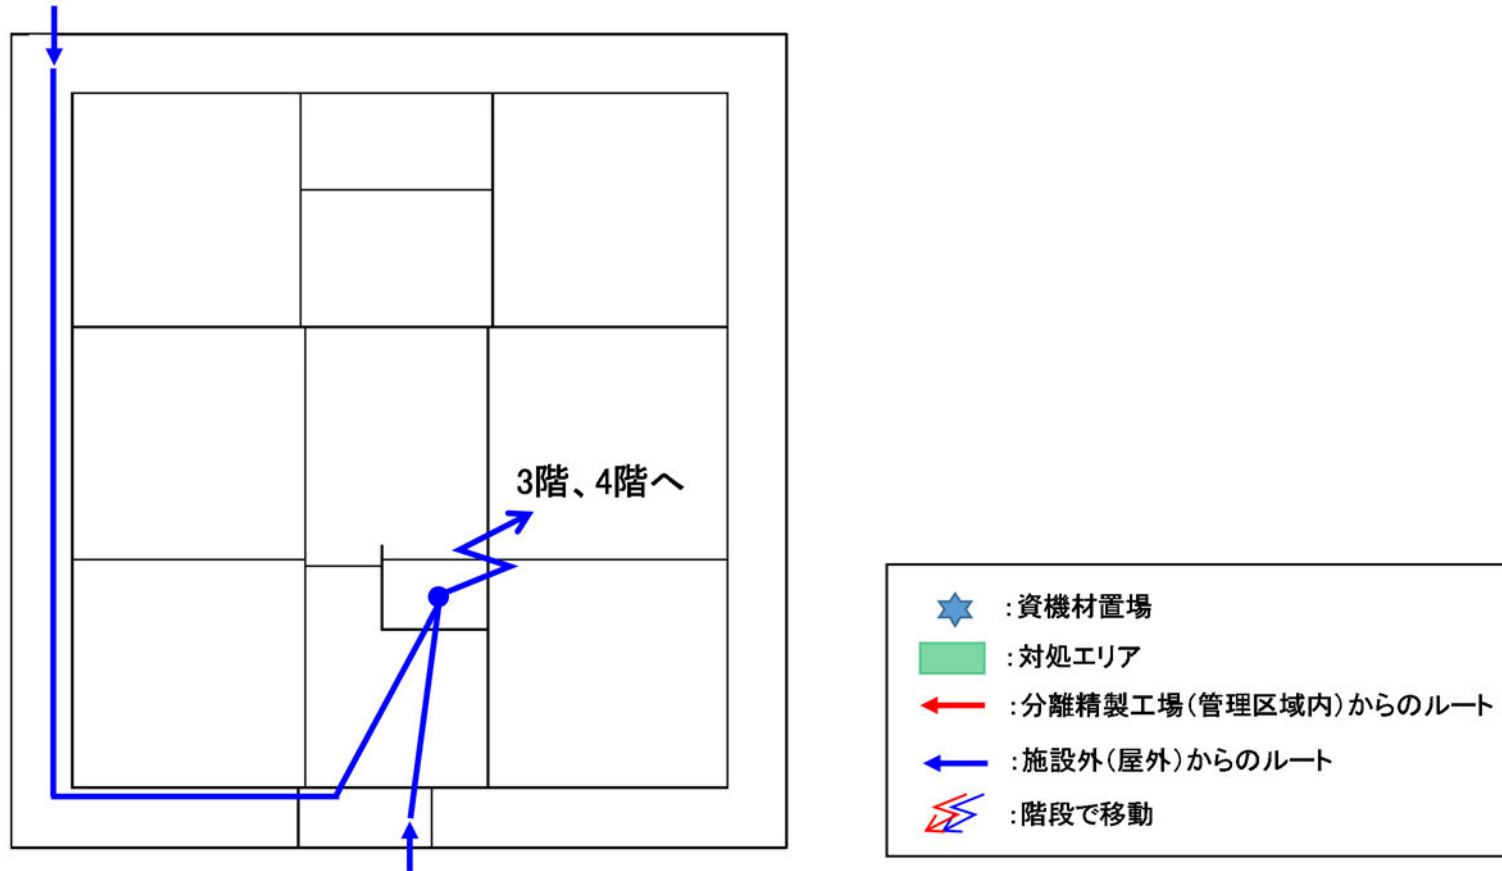 3階、4階へ
:資機材置場
:対処エリア
:分離精製工場(管理区域内)からのルート
:施設外(屋外)からのルート
:階段で移動